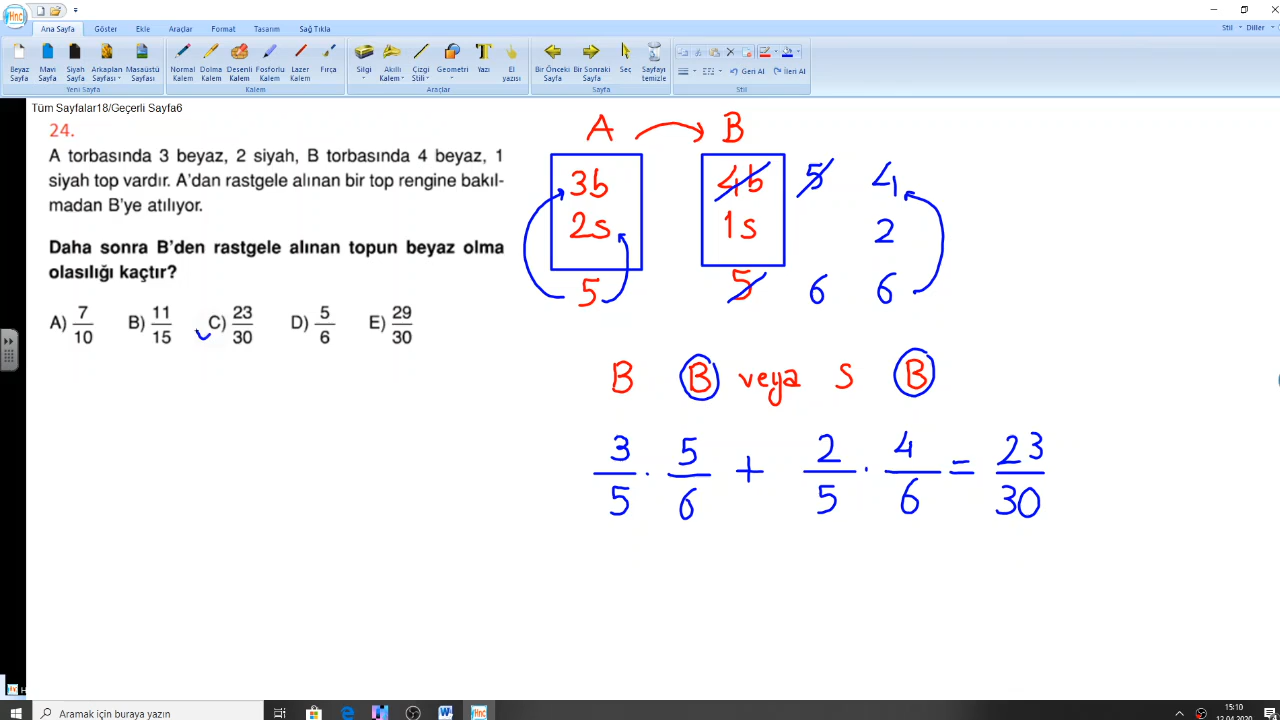 Ana Sayfa Göster Ekle Araçlar Format Tasarım Sağ Tıkla Stil Diller
Beyaz Sayfa Mavi Sayfa Siyah Sayfa Arkaplan Sayfası Masaüstü Sayfası Normal Kalem Dolma Kalem Desenli Kalem Fosforlu Kalem Lazer Kalem Fırça Silgi Akıllı Kalem Çizgi Stili Geometri Yazı El yazısı Bir Önceki Sayfa Bir Sonraki Sayfa Seç Sayfayı temizle Geri Al İleri Al
Yeni Sayfa Kalem Araçlar Sayfa Stil
Tüm Sayfalar18/Geçerli Sayfa6
24.
A torbasında 3 beyaz, 2 siyah, B torbasında 4 beyaz, 1
siyah top vardır. A'dan rastgele alınan bir top rengine bakıl-
madan B'ye atılıyor.
Daha sonra B'den rastgele alınan topun beyaz olma
olasılığı kaçtır?
A) 7/10 B) 11/15 C) 23/30 D) 5/6 E) 29/30
A B
3b 4b 5 4
2s 1s 2
5 5 6 6
B B veya S B
3/5 . 5/6 + 2/5 . 4/6 = 23/30
Aramak için buraya yazın
15:10
12.04.2020